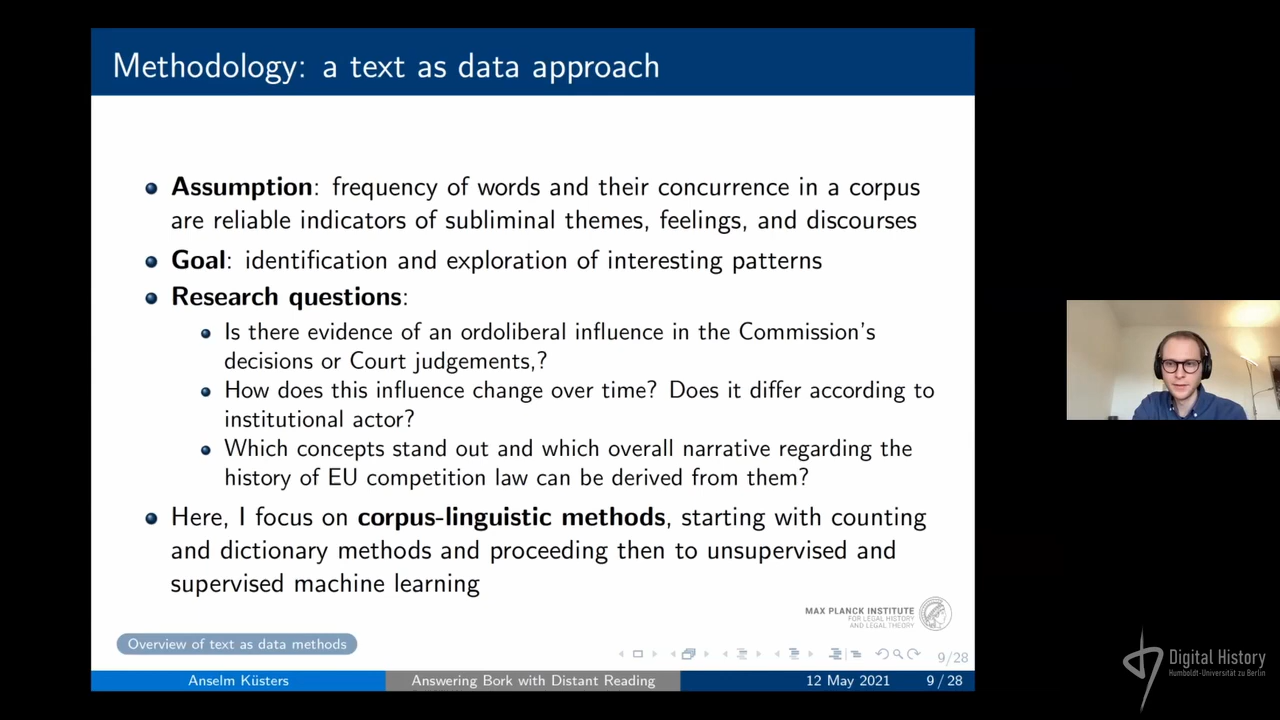 Methodology: a text as data approach
Assumption: frequency of words and their concurrence in a corpus
are reliable indicators of subliminal themes, feelings, and discourses
Goal: identification and exploration of interesting patterns
Research questions:
Is there evidence of an ordoliberal influence in the Commission's
decisions or Court judgements,?
How does this influence change over time? Does it differ according to
institutional actor?
Which concepts stand out and which overall narrative regarding the
history of EU competition law can be derived from them?
Here, I focus on corpus-linguistic methods, starting with counting
and dictionary methods and proceeding then to unsupervised and
supervised machine learning
MAX PLANCK INSTITUTE
FOR LEGAL HISTORY
AND LEGAL THEORY
Overview of text as data methods
9/28
Anselm Küsters Answering Bork with Distant Reading 12 May 2021 9 / 28
Digital History
Humboldt-Universität zu Berlin